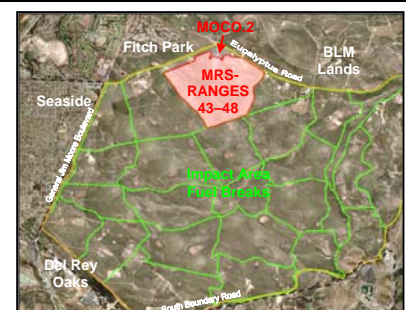 MOCO.2
Fitch Park
Eucalyptus Road
BLM
Lands
MRS-
RANGES
43–48
Seaside
General Jim Moore Boulevard
Impact Area
Fuel Breaks
Del Rey
Oaks
South Boundary Road